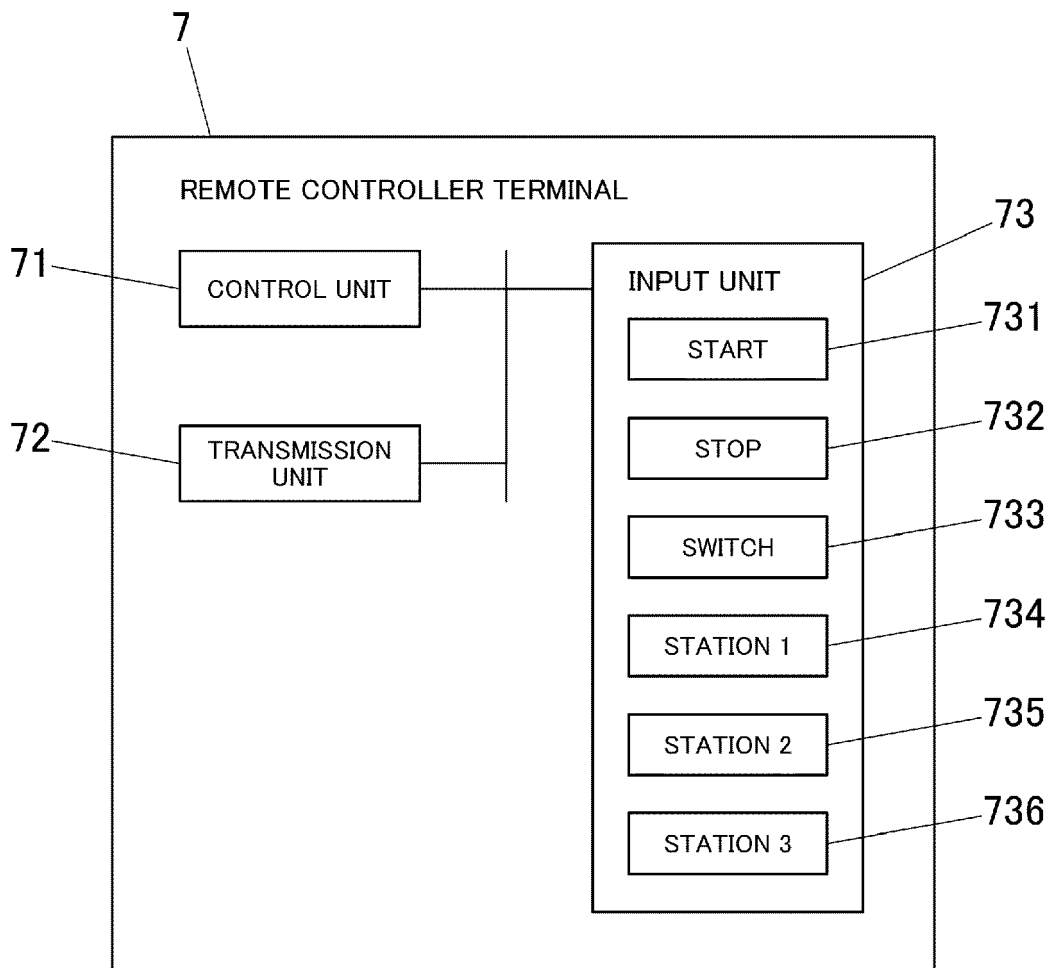 7
REMOTE CONTROLLER TERMINAL
71
CONTROL UNIT
72
TRANSMISSION
UNIT
73
INPUT UNIT
731
START
732
STOP
733
SWITCH
734
STATION 1
735
STATION 2
736
STATION 3